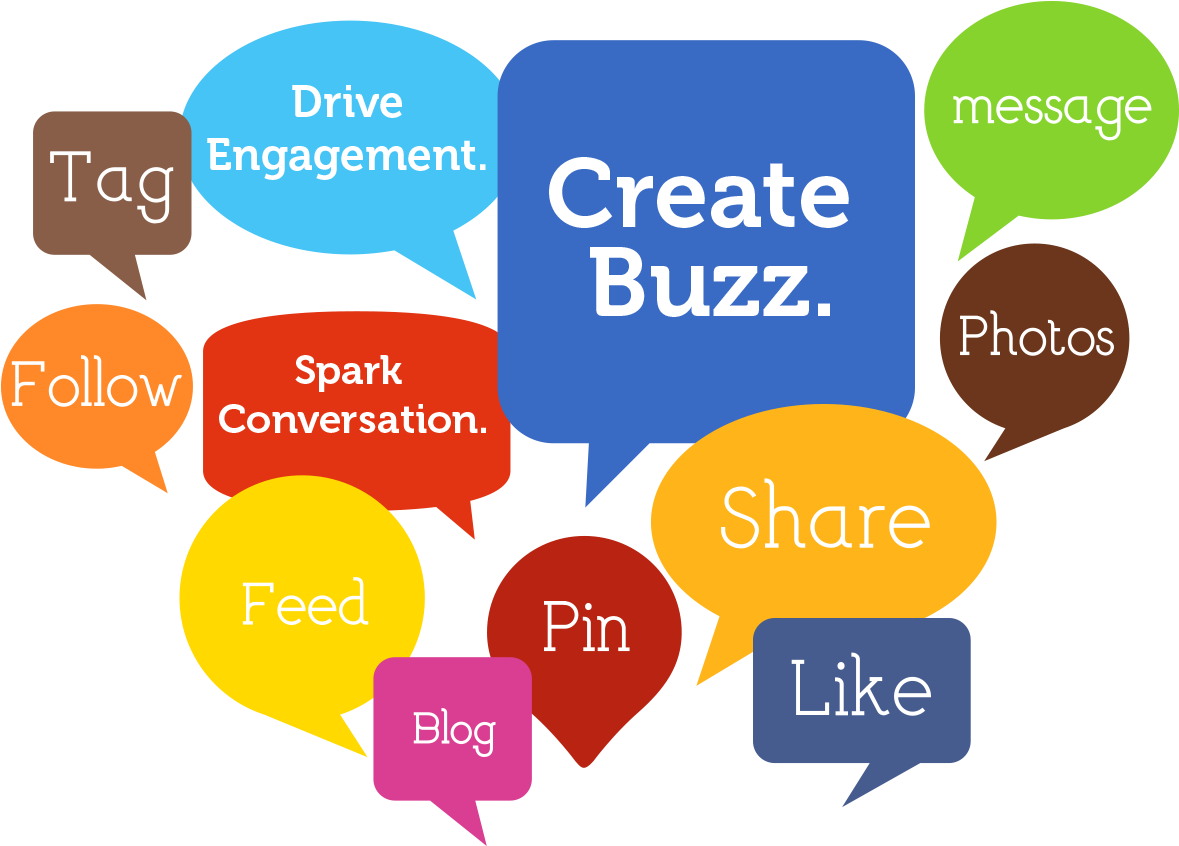 Drive
Engagement.
Create
Buzz.
message
Tag
Photos
Follow
Spark
Conversation.
Share
Feed
Pin
Like
Blog